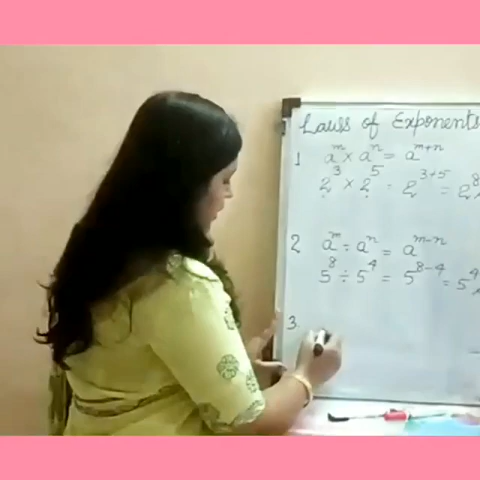 Laws of Exponents
1 a^m × a^n = a^{m+n}
2^3 × 2^5 = 2^{3+5} = 2^8
2 a^m ÷ a^n = a^{m-n}
5^8 ÷ 5^4 = 5^{8-4} = 5^4
3.